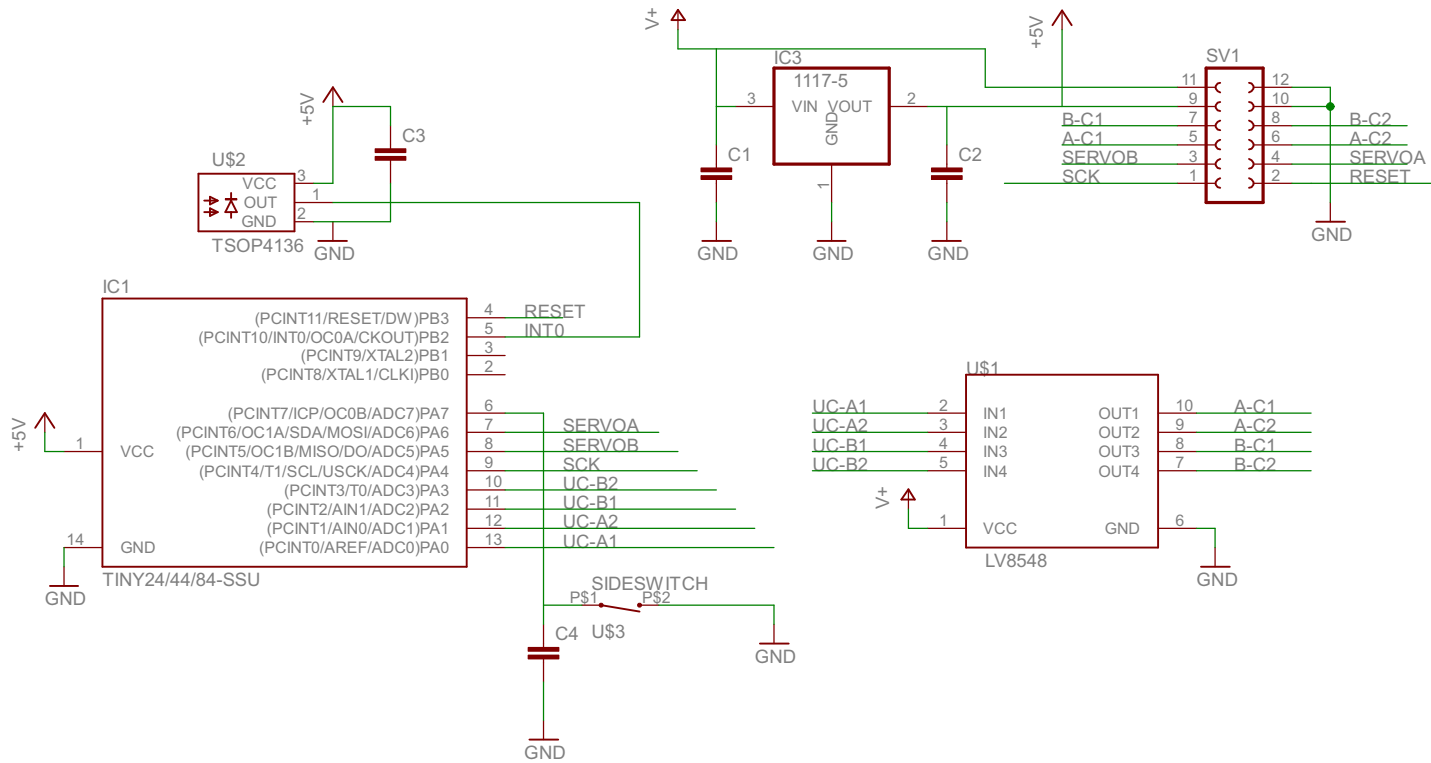 V+
+5V
IC3
1117-5
3
VIN
VOUT
2
GND
1
C1
C2
GND
GND
GND
SV1
11
12
9
10
B-C1
7
8
B-C2
A-C1
5
6
A-C2
SERVOB
3
4
SERVOA
SCK
1
2
RESET
GND
+5V
C3
U$2
VCC
3
OUT
1
GND
2
TSOP4136
GND
IC1
(PCINT11/RESET/DW)PB3
4
RESET
(PCINT10/INT0/OC0A/CKOUT)PB2
5
INT0
(PCINT9/XTAL2)PB1
3
(PCINT8/XTAL1/CLKI)PB0
2
(PCINT7/ICP/OC0B/ADC7)PA7
6
(PCINT6/OC1A/SDA/MOSI/ADC6)PA6
7
SERVOA
+5V
1
VCC
(PCINT5/OC1B/MISO/DO/ADC5)PA5
8
SERVOB
(PCINT4/T1/SCL/USCK/ADC4)PA4
9
SCK
(PCINT3/T0/ADC3)PA3
10
UC-B2
(PCINT2/AIN1/ADC2)PA2
11
UC-B1
(PCINT1/AIN0/ADC1)PA1
12
UC-A2
14
GND
(PCINT0/AREF/ADC0)PA0
13
UC-A1
TINY24/44/84-SSU
GND
SIDESWITCH
P$1
P$2
U$3
C4
GND
GND
U$1
UC-A1
2
IN1
OUT1
10
A-C1
UC-A2
3
IN2
OUT2
9
A-C2
UC-B1
4
IN3
OUT3
8
B-C1
UC-B2
5
IN4
OUT4
7
B-C2
V+
1
VCC
GND
6
LV8548
GND